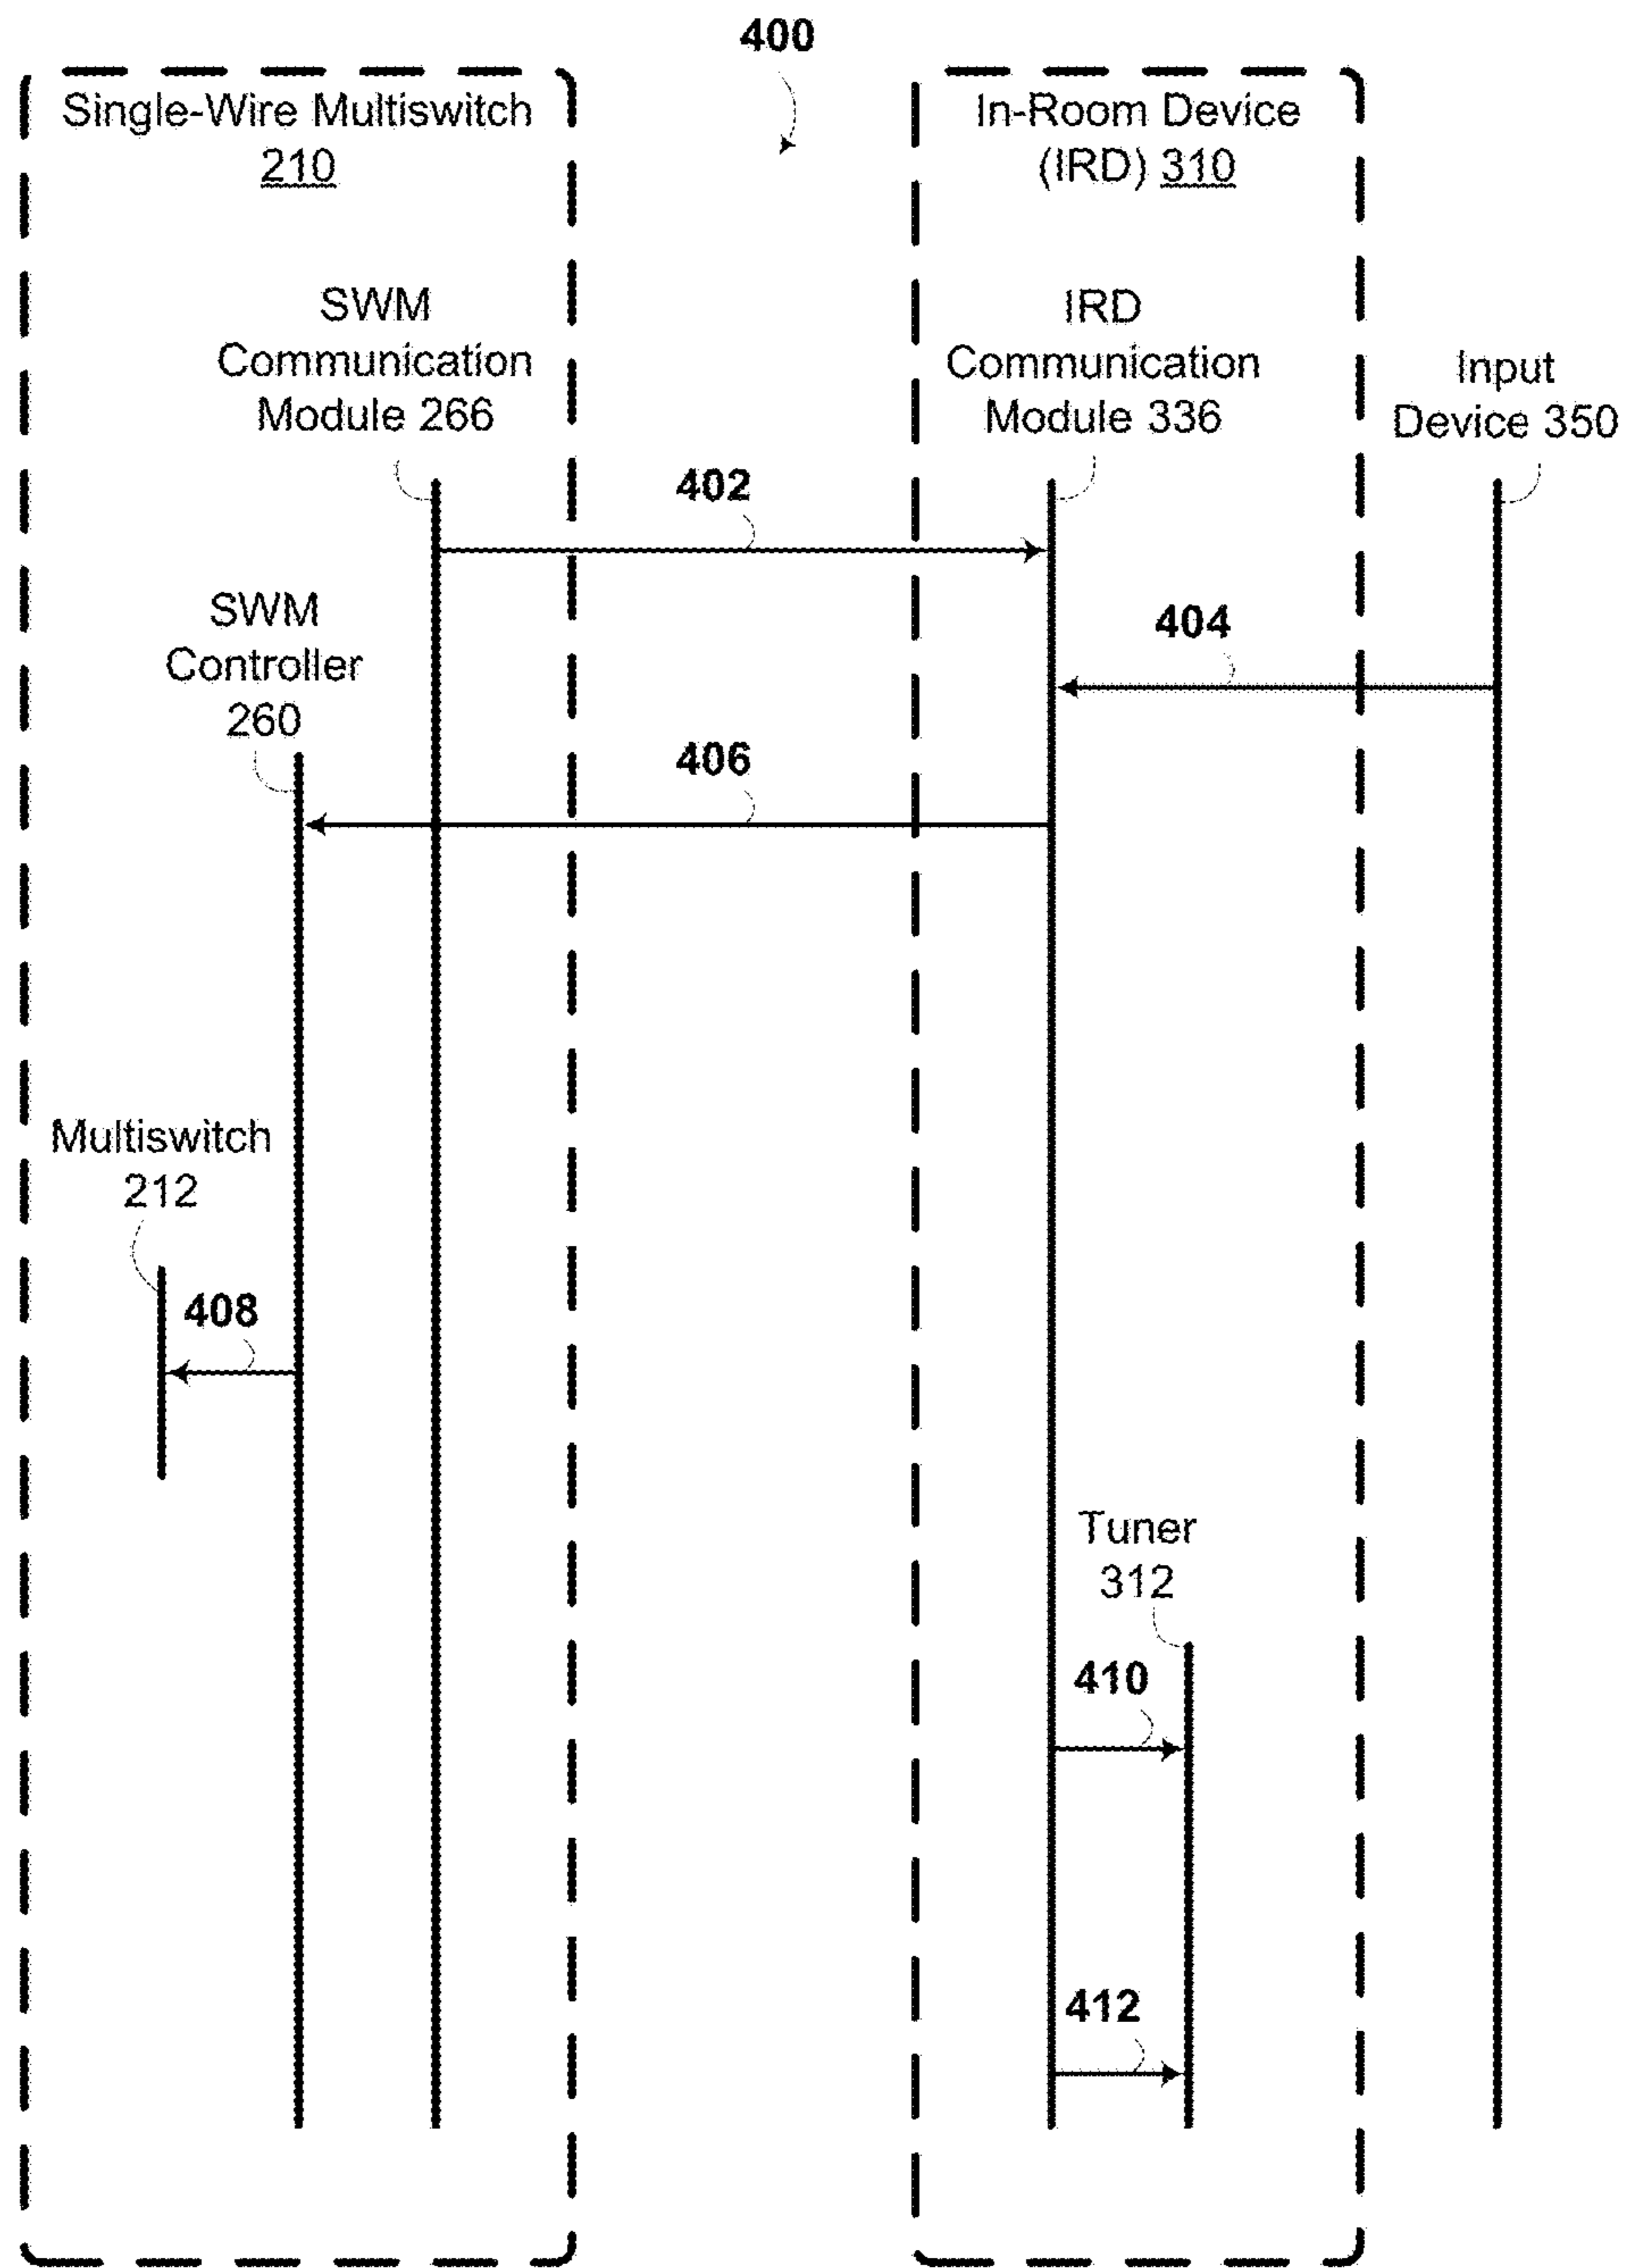 400
Single-Wire Multiswitch
210
In-Room Device
(IRD) 310
SWM
Communication
Module 266
IRD
Communication
Module 336
Input
Device 350
402
SWM
Controller
260
404
406
Multiswitch
212
408
Tuner
312
410
412